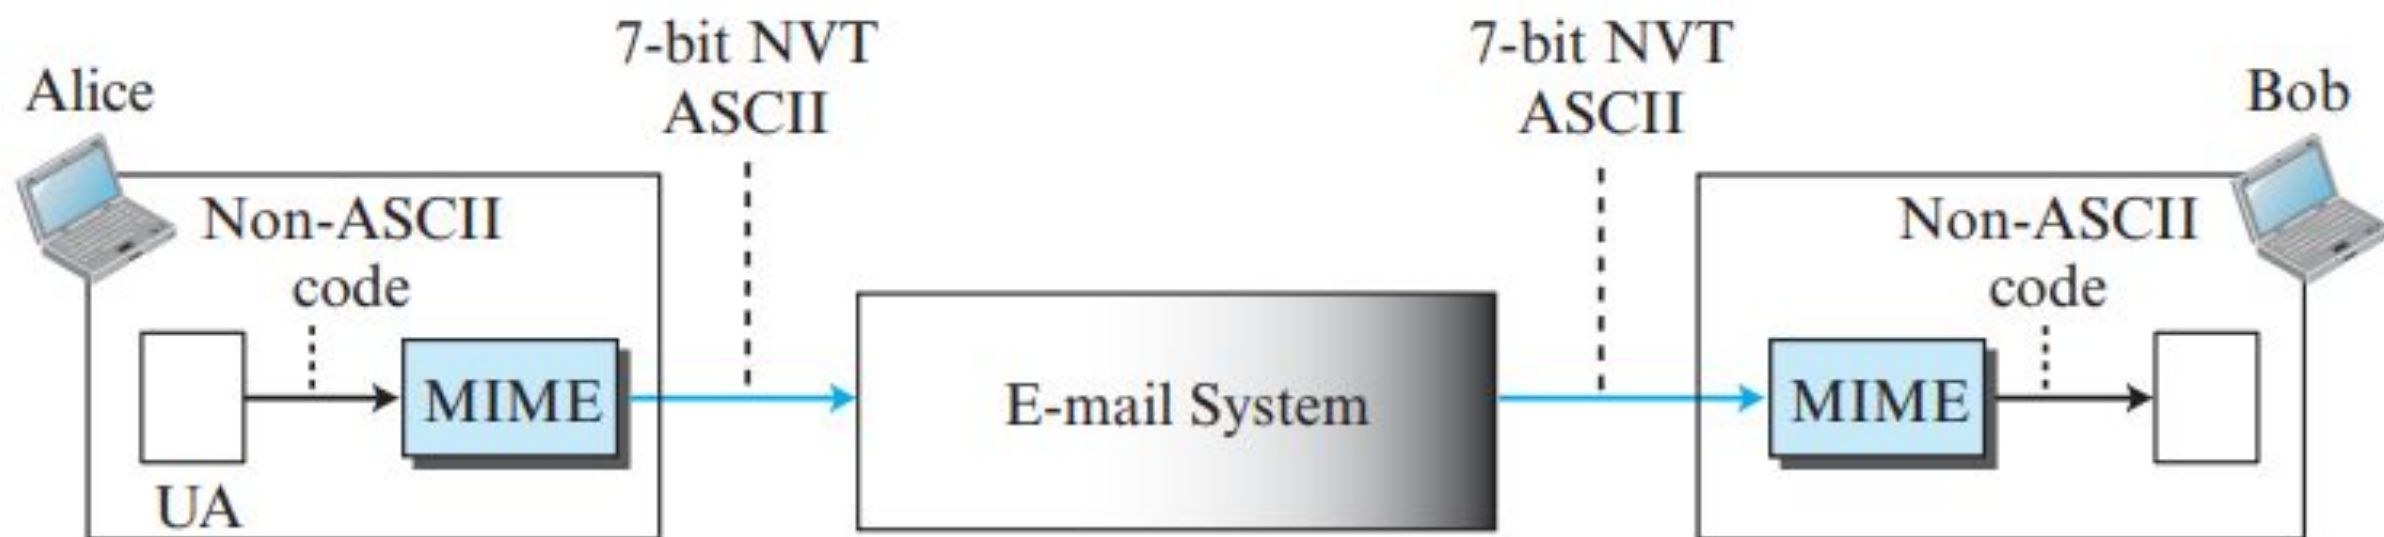 Alice
7-bit NVT
ASCII
7-bit NVT
ASCII
Bob
Non-ASCII
code
Non-ASCII
code
MIME
E-mail System
MIME
UA